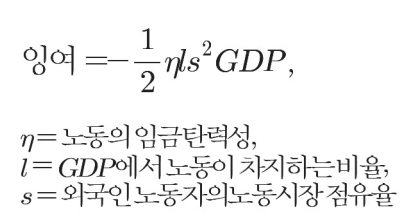 잉여 = − 1/2 ηls² GDP,
η = 노동의 임금탄력성,
l = GDP에서 노동이 차지하는 비율,
s = 외국인 노동자의 노동시장 점유율